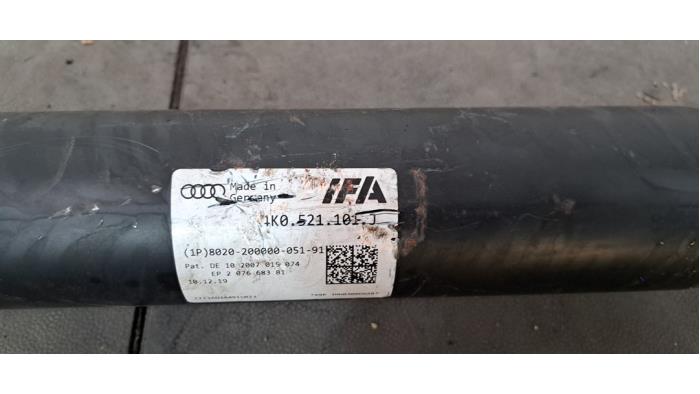 Made in
Germany
IFA
4K0.521.101.J
(1P)8020-200000-051-91
Pat. DE 10 2007 015 074
EP 2 076 683 B1
10.12.19